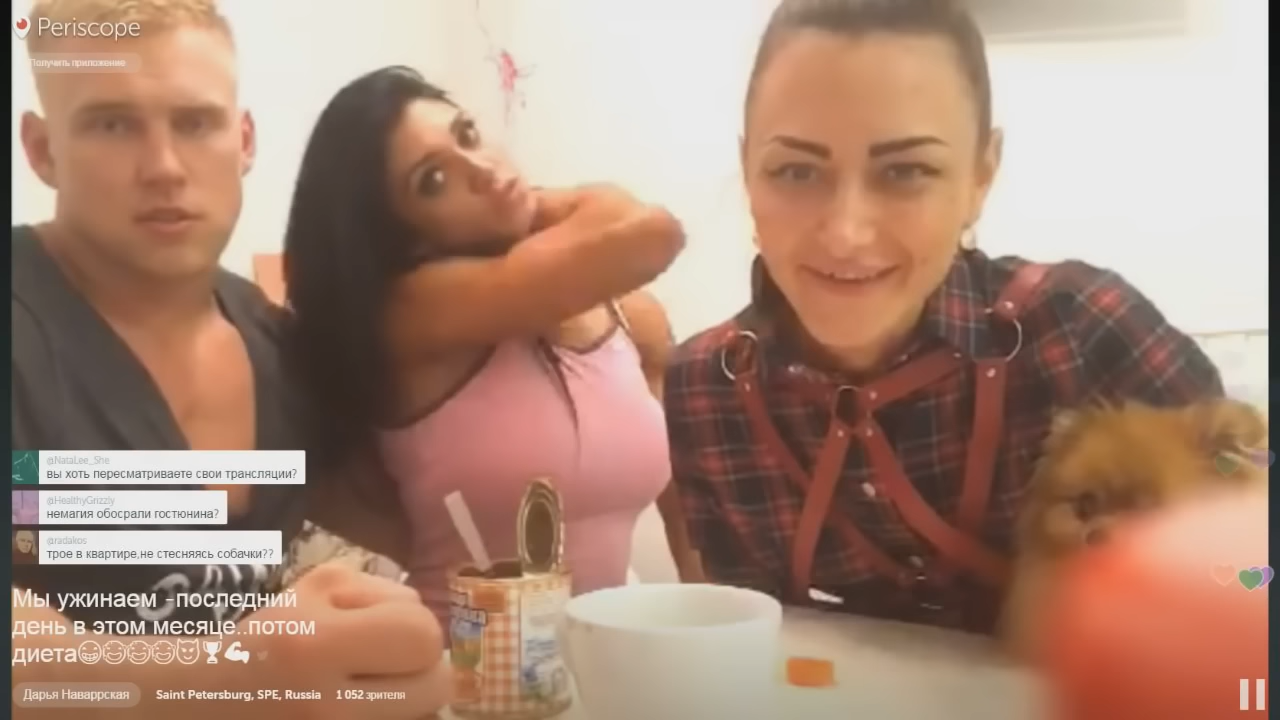 Periscope
Получить приложение
@NataLee_She
вы хоть пересматриваете свои трансляции?
@HealthyGrizzly
немагия обосрали гостюнина?
@radakos
трое в квартире,не стесняясь собачки??
Мы ужинаем -последний
день в этом месяце..потом
диета😁😂😂😂😈🏆💪
Дарья Наваррская Saint Petersburg, SPE, Russia 1 052 зрителя